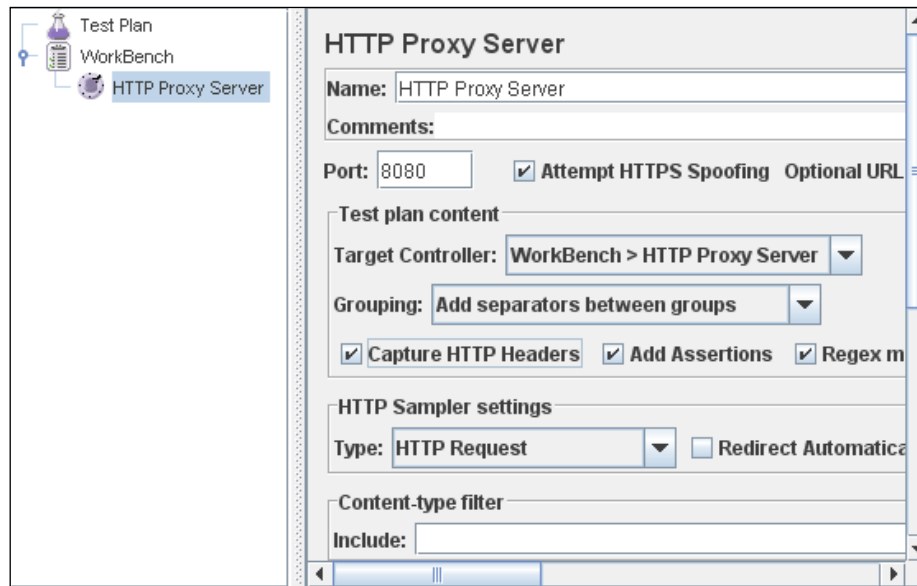 Test Plan
WorkBench
HTTP Proxy Server
HTTP Proxy Server
Name: HTTP Proxy Server
Comments:
Port: 8080 Attempt HTTPS Spoofing Optional URL
Test plan content
Target Controller: WorkBench > HTTP Proxy Server
Grouping: Add separators between groups
Capture HTTP Headers Add Assertions Regex m
HTTP Sampler settings
Type: HTTP Request Redirect Automatica
Content-type filter
Include: